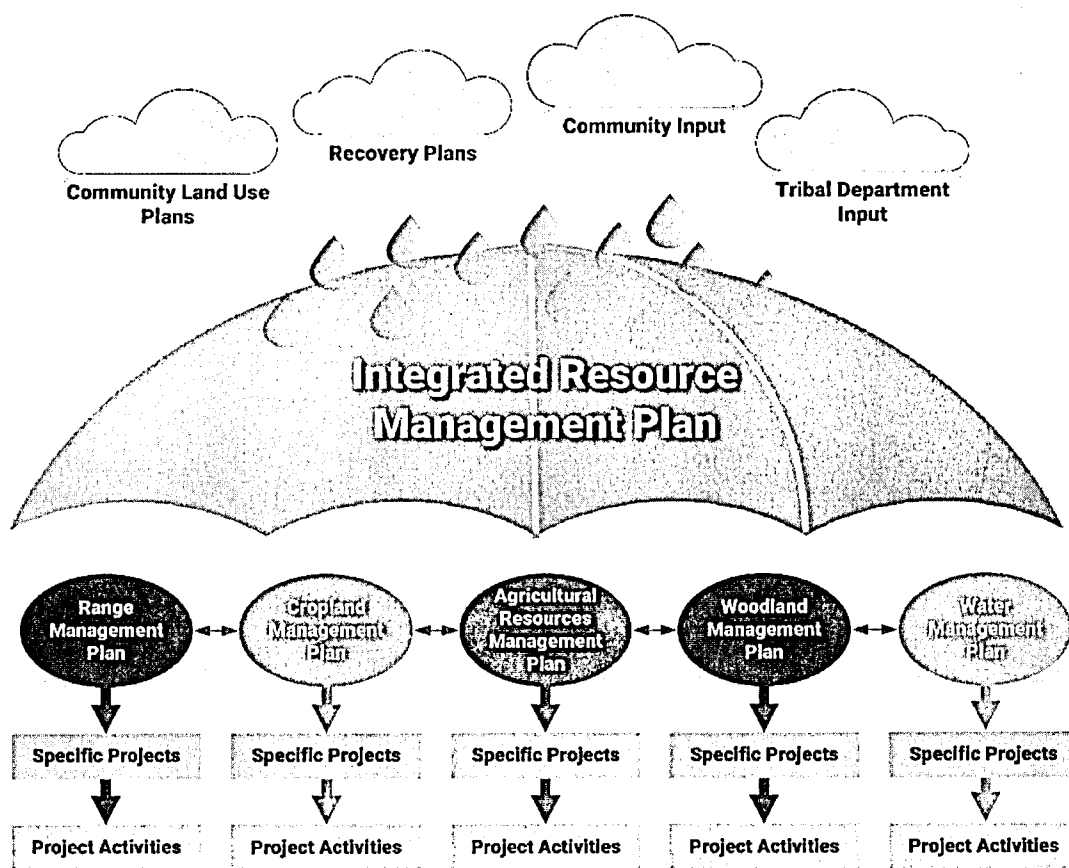 Community Input
Recovery Plans
Community Land Use
Plans
Tribal Department
Input
Integrated Resource
Management Plan
Range
Management
Plan
Cropland
Management
Plan
Agricultural
Resources
Management
Plan
Woodland
Management
Plan
Water
Management
Plan
Specific Projects
Specific Projects
Specific Projects
Specific Projects
Specific Projects
Project Activities
Project Activities
Project Activities
Project Activities
Project Activities